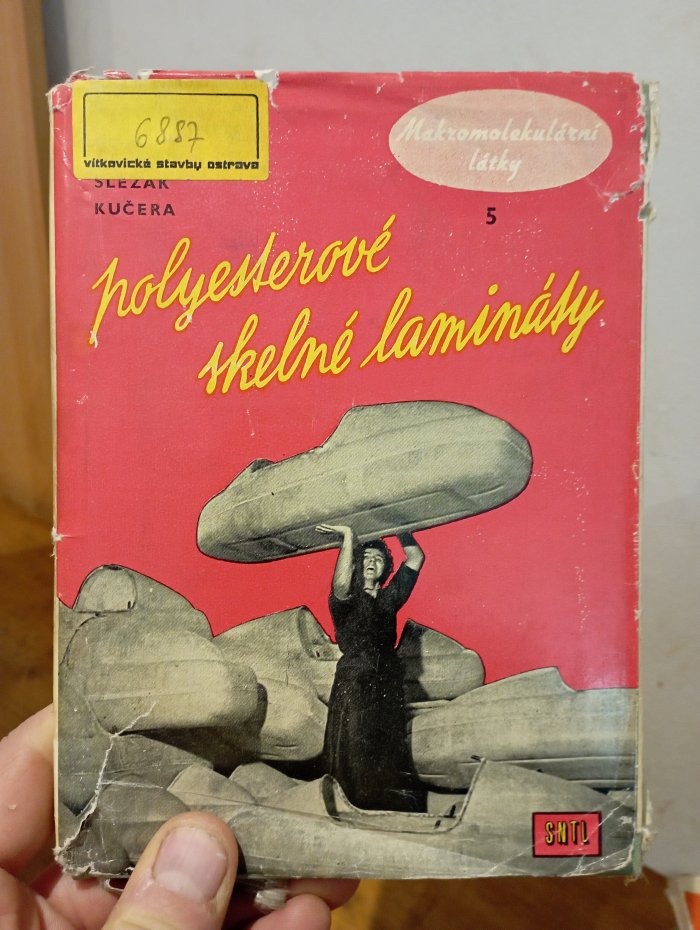 6887
vítkovické stavby ostrava
SLEZÁK
KUČERA
Makromolekulární
látky
5
polyesterové
skelné lamináty
SNTL